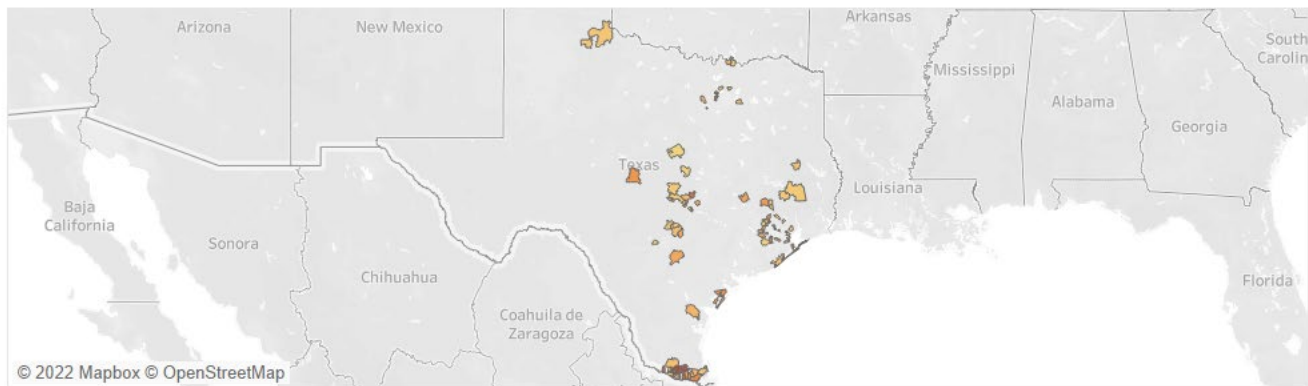 Arizona
New Mexico
Arkansas
South
Carolin
Mississippi
Alabama
Georgia
Texas
Louisiana
Baja
California
Sonora
Chihuahua
Florida
Coahuila de
Zaragoza
© 2022 Mapbox © OpenStreetMap